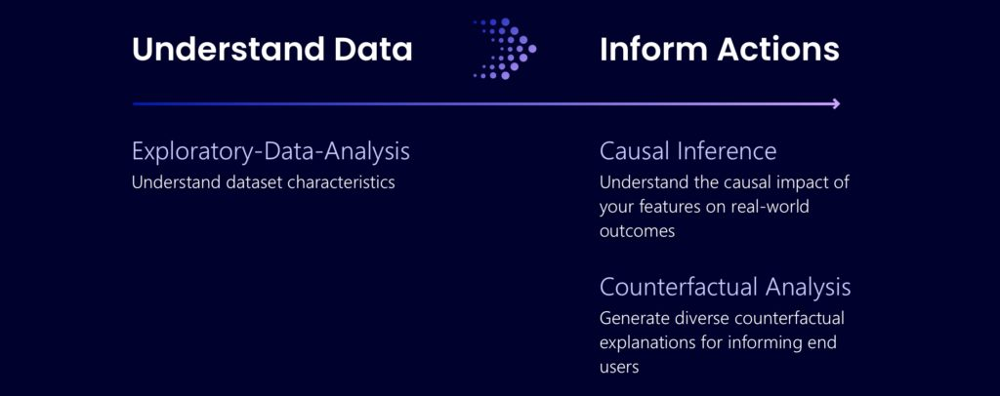 Understand Data
Inform Actions
Exploratory-Data-Analysis
Understand dataset characteristics
Causal Inference
Understand the causal impact of
your features on real-world
outcomes
Counterfactual Analysis
Generate diverse counterfactual
explanations for informing end
users